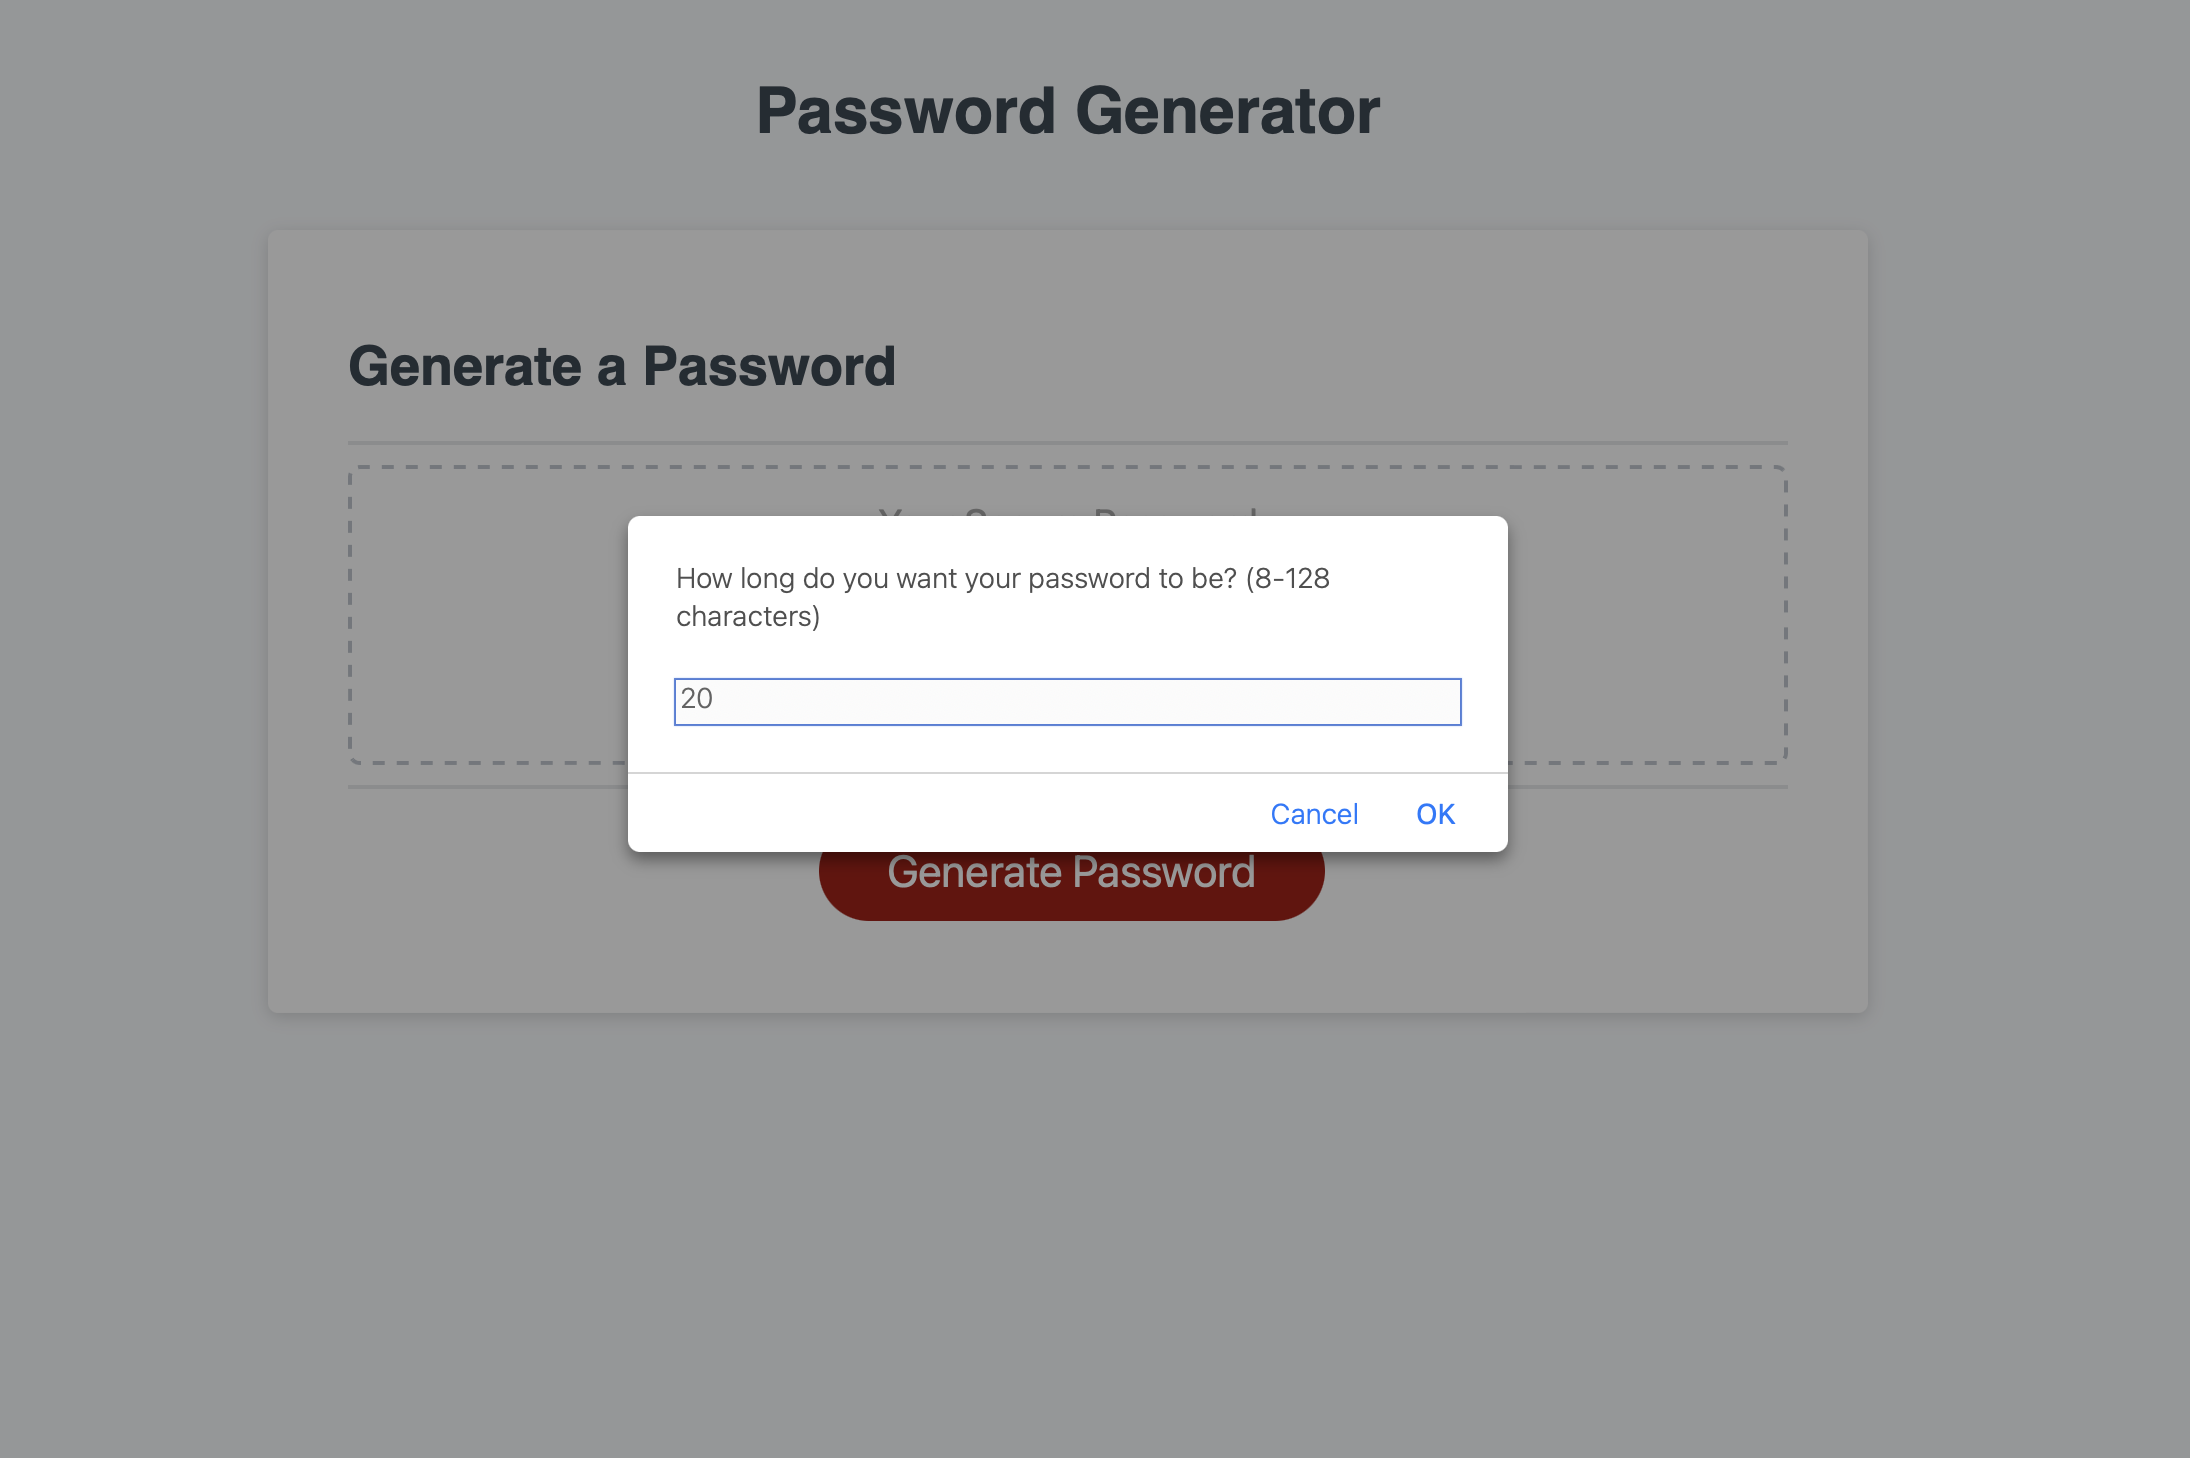 Password Generator
Generate a Password
How long do you want your password to be? (8-128
characters)
20
Cancel
OK
Generate Password